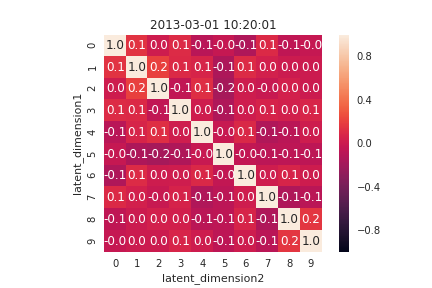 2013-03-01 10:20:01
0 1.0 0.1 0.0 0.1 -0.1 -0.0 -0.1 0.1 -0.1 -0.0
1 0.1 1.0 0.2 0.1 0.1 -0.1 0.1 0.0 0.0 0.0
2 0.0 0.2 1.0 -0.1 0.1 -0.2 0.0 -0.0 0.0 0.0
3 0.1 0.1 -0.1 1.0 0.0 -0.1 0.0 0.1 0.0 0.1
4 -0.1 0.1 0.1 0.0 1.0 -0.0 0.1 -0.1 -0.1 0.0
5 -0.0 -0.1 -0.2 -0.1 -0.0 1.0 -0.0 -0.1 -0.1 -0.1
6 -0.1 0.1 0.0 0.0 0.1 -0.0 1.0 0.0 0.1 0.0
7 0.1 0.0 -0.0 0.1 -0.1 -0.1 0.0 1.0 -0.1 -0.1
8 -0.1 0.0 0.0 0.0 -0.1 -0.1 0.1 -0.1 1.0 0.2
9 -0.0 0.0 0.0 0.1 0.0 -0.1 0.0 -0.1 0.2 1.0
0 1 2 3 4 5 6 7 8 9
latent_dimension2
latent_dimension1
0.8
0.4
0.0
-0.4
-0.8